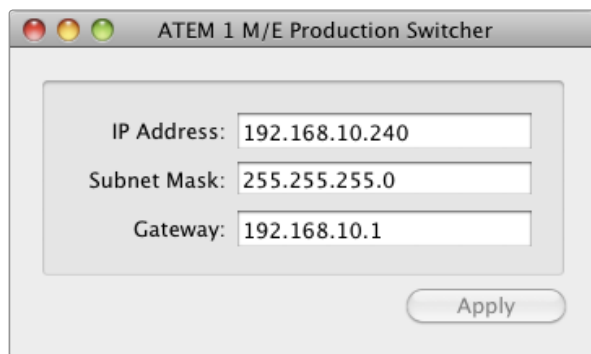 ATEM 1 M/E Production Switcher
IP Address: 192.168.10.240
Subnet Mask: 255.255.255.0
Gateway: 192.168.10.1
Apply